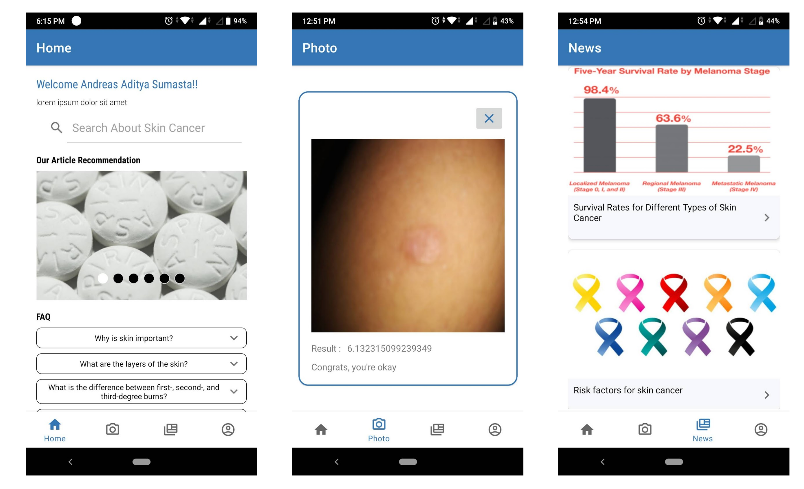 6:15 PM
94%
Home
Welcome Andreas Aditya Sumasta!!
lorem ipsum color sit amet
Search About Skin Cancer
Our Article Recommendation
FAQ
Why is skin important?
What are the layers of the skin?
What is the difference between first-, second-, and
third-degree burns?
Home
12:51 PM
43%
Photo
Result : 6.132315099239349
Congrats, you're okay
Photo
12:54 PM
44%
News
Five-Year Survival Rate by Melanoma Stage
98.4%
63.6%
22.5%
Localized Melanoma
(Stage 0, I, and II)
Regional Melanoma
(Stage III)
Metastatic Melanoma
(Stage IV)
Survival Rates for Different Types of Skin
Cancer
Risk factors for skin cancer
News